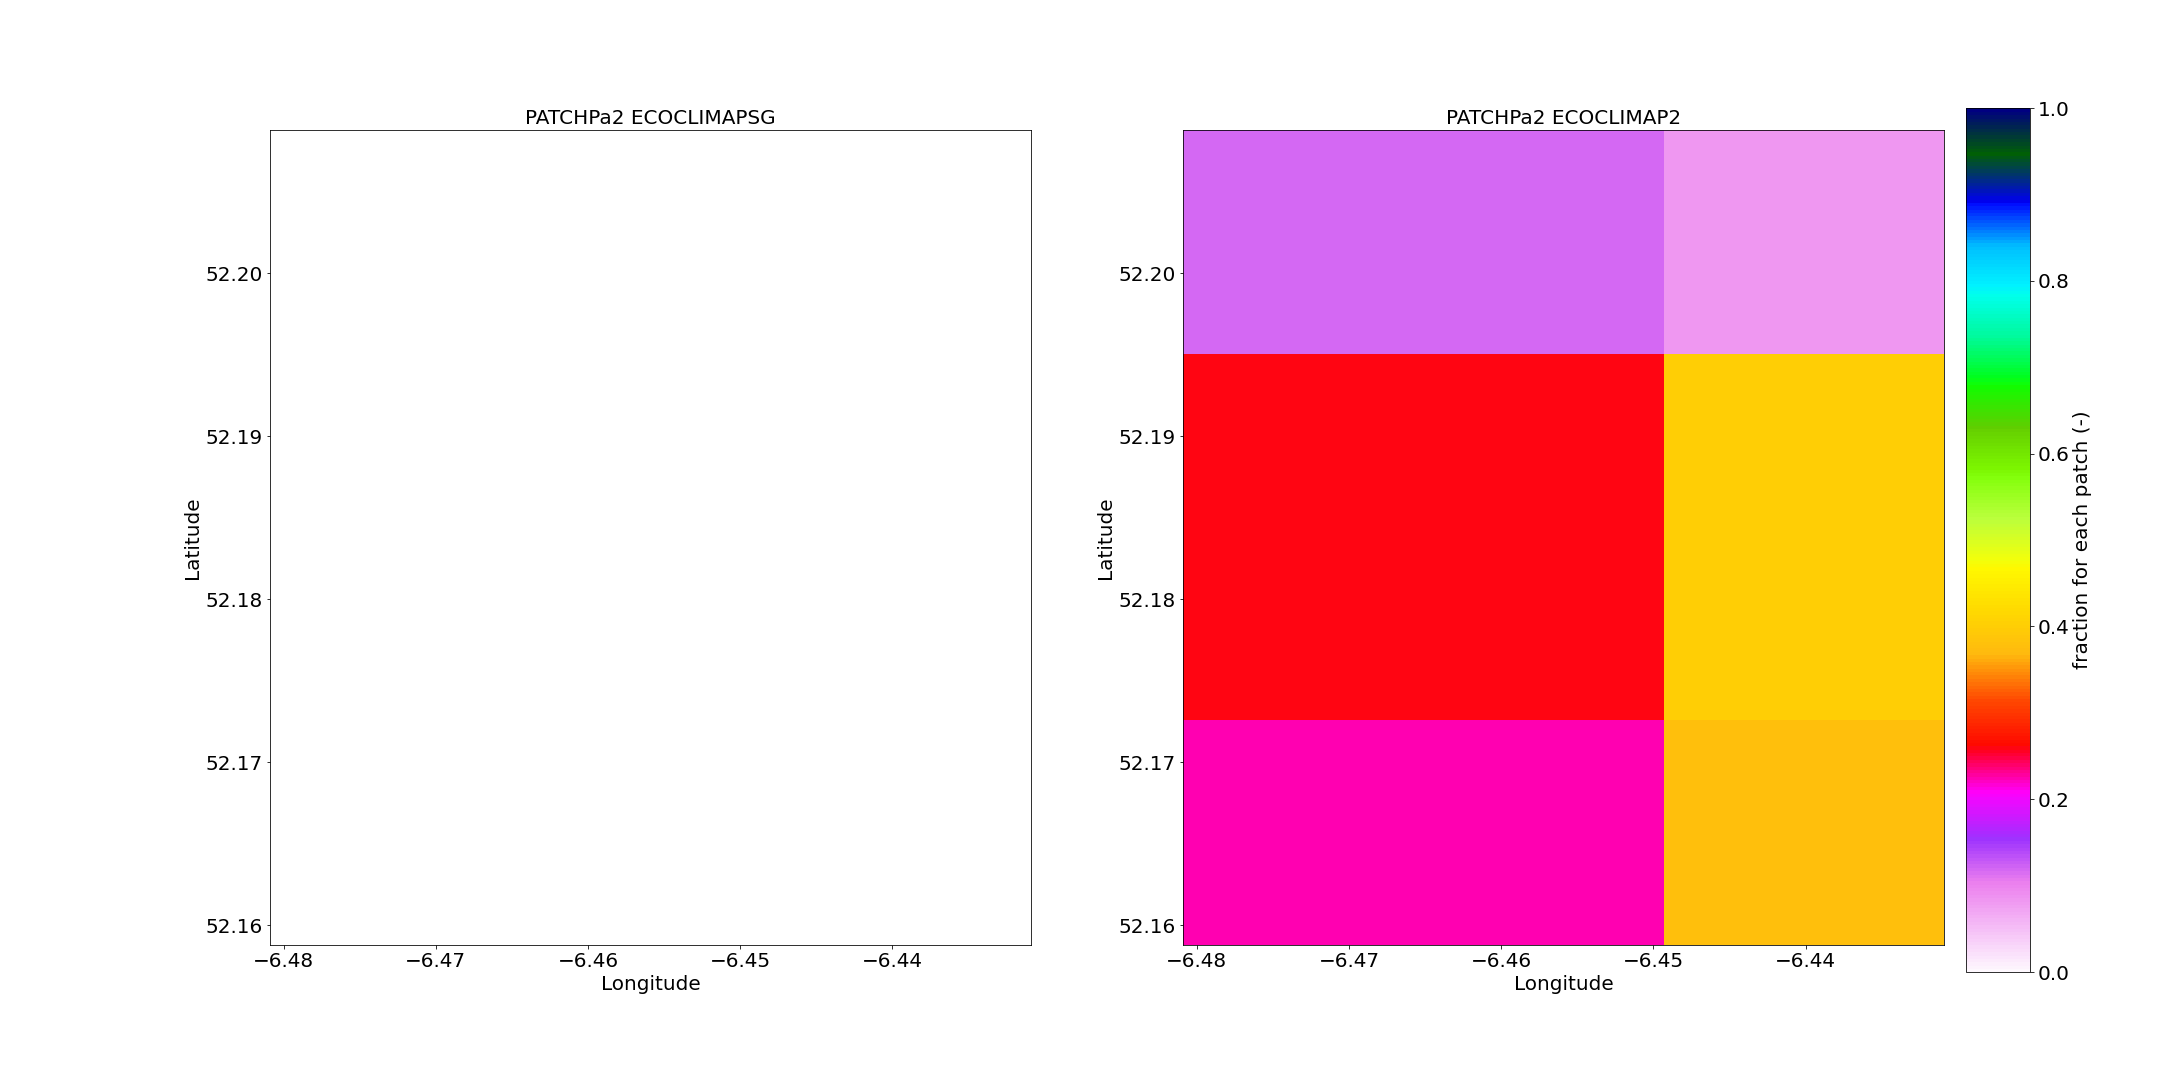 PATCHPa2 ECOCLIMAPSG
Latitude
52.20
52.19
52.18
52.17
52.16
−6.48 −6.47 −6.46 −6.45 −6.44
Longitude
PATCHPa2 ECOCLIMAP2
Latitude
52.20
52.19
52.18
52.17
52.16
−6.48 −6.47 −6.46 −6.45 −6.44
Longitude
1.0
0.8
0.6
0.4
0.2
0.0
fraction for each patch (-)